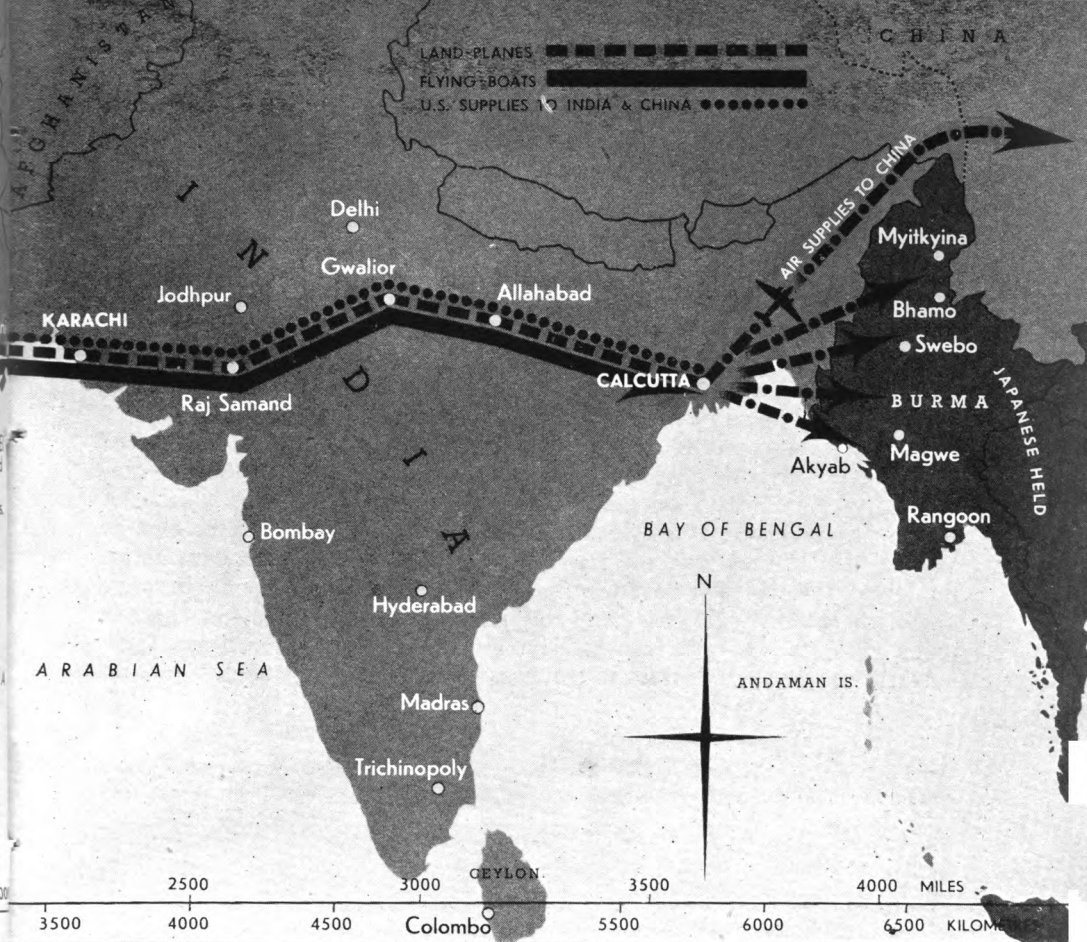 AFGHANISTAN
CHINA
LAND-PLANES
FLYING-BOATS
U.S. SUPPLIES TO INDIA & CHINA
AIR SUPPLIES TO CHINA
INDIA
Delhi
Gwalior
Jodhpur
Allahabad
KARACHI
Raj Samand
CALCUTTA
Myitkyina
Bhamo
Swebo
BURMA
JAPANESE HELD
Magwe
Akyab
Rangoon
Bombay
BAY OF BENGAL
Hyderabad
N
ARABIAN SEA
ANDAMAN IS.
Madras
Trichinopoly
CEYLON.
2500 3000 3500 4000 MILES
3500 4000 4500 5500 6000 6500 KILOMETRES
Colombo